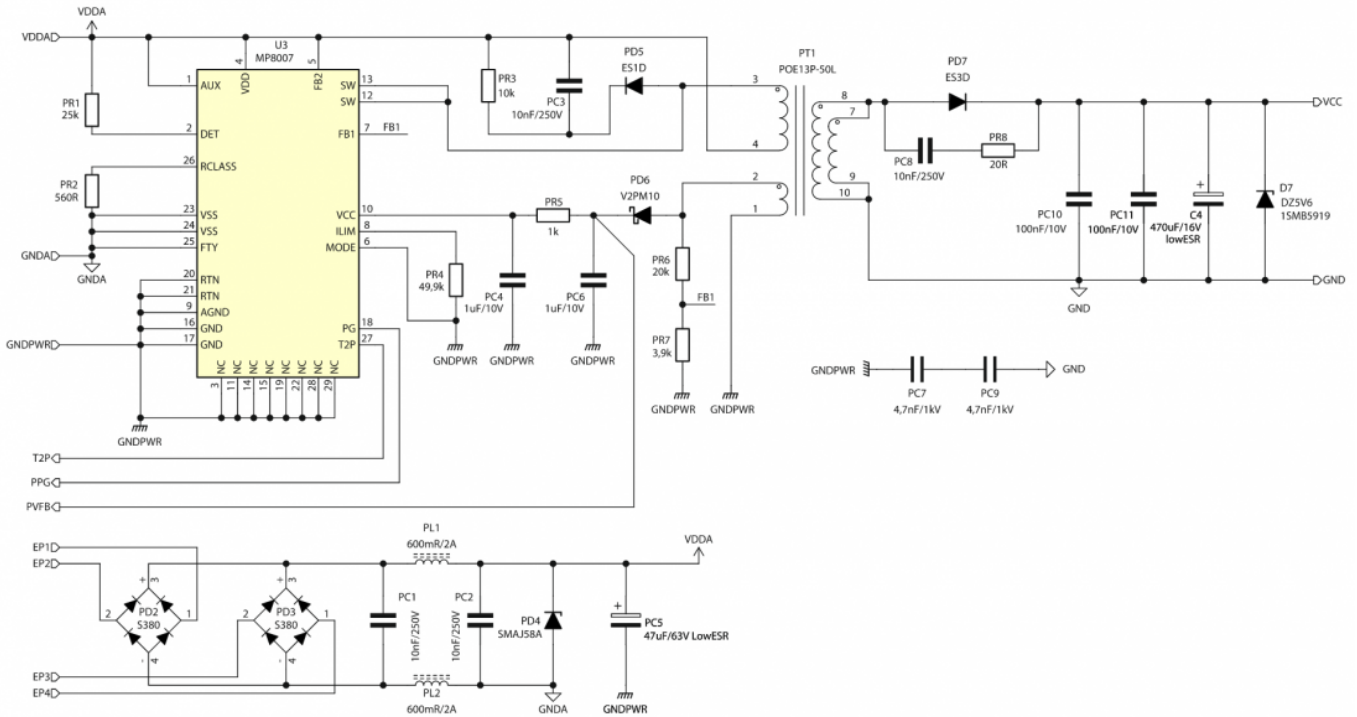 VDDA
VDDA
PR1
25k
PR2
560R
GNDA
GNDA
GNDPWR
U3
MP8007
4
VDD
5
FB2
1
AUX
2
DET
26
RCLASS
23
VSS
24
VSS
25
FTY
20
RTN
21
RTN
9
AGND
16
GND
17
GND
SW
13
SW
12
FB1
7
FB1
VCC
10
ILIM
8
MODE
6
PG
18
T2P
27
NC
NC
NC
NC
NC
NC
NC
NC
3
11
14
15
19
22
28
29
GNDPWR
PR3
10k
PC3
10nF/250V
PD5
ES1D
PR4
49,9k
GNDPWR
PC4
1uF/10V
GNDPWR
PR5
1k
PC6
1uF/10V
GNDPWR
PD6
V2PM10
PR6
20k
FB1
PR7
3,9k
GNDPWR
GNDPWR
PT1
POE13P-50L
3
4
2
1
8
7
9
10
PD7
ES3D
PC8
10nF/250V
PR8
20R
PC10
100nF/10V
PC11
100nF/10V
+
C4
470uF/16V
lowESR
D7
DZ5V6
1SMB5919
VCC
GND
GND
GNDPWR
PC7
4,7nF/1kV
PC9
4,7nF/1kV
GND
T2P
PPG
PVFB
EP1
EP2
EP3
EP4
+
3
2
PD2
S380
1
-
4
+
3
2
PD3
S380
1
-
4
PL1
600mR/2A
PC1
10nF/250V
PC2
10nF/250V
PL2
600mR/2A
PD4
SMAJ58A
GNDA
VDDA
+
PC5
47uF/63V LowESR
GNDPWR